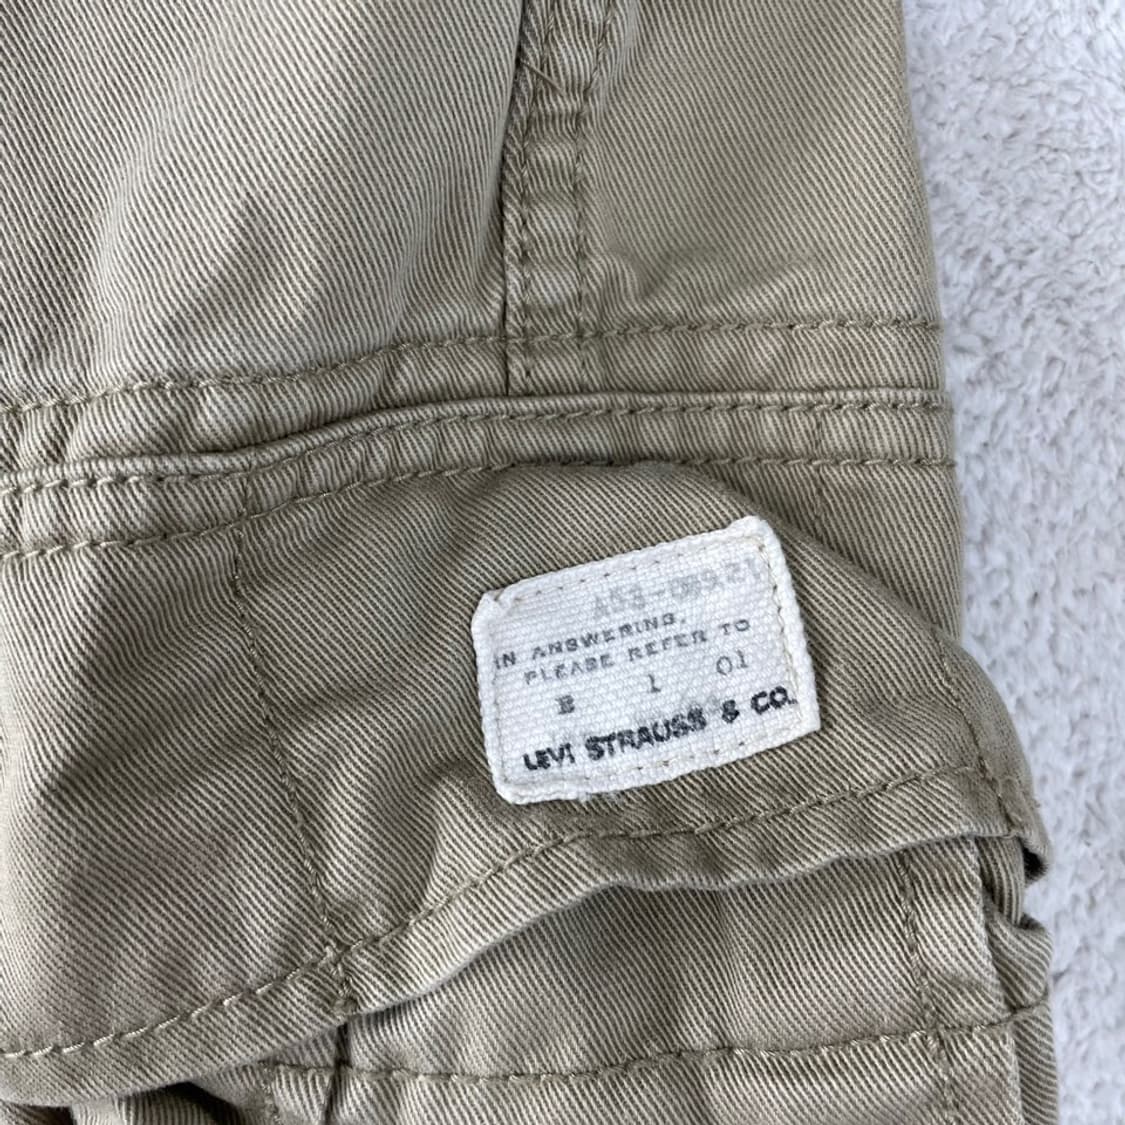 IN ANSWERING,
PLEASE REFER TO
B 1 01
LEVI STRAUSS & CO.